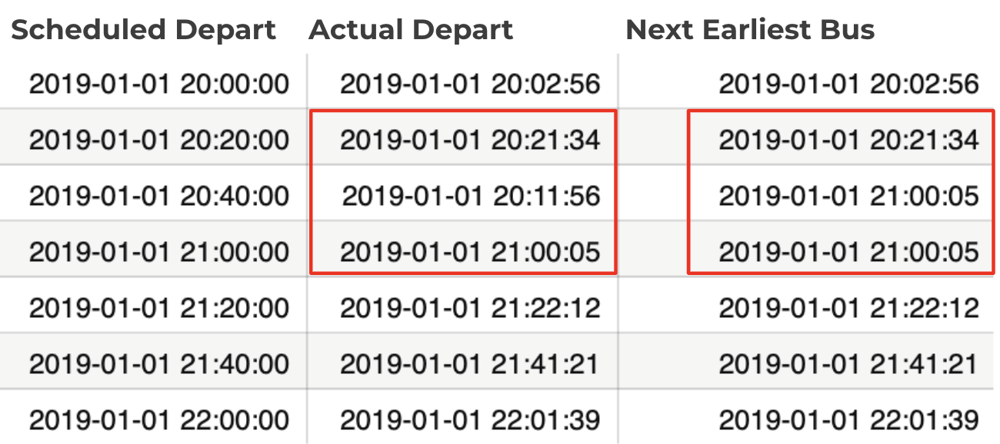 Scheduled Depart Actual Depart Next Earliest Bus
2019-01-01 20:00:00 2019-01-01 20:02:56 2019-01-01 20:02:56
2019-01-01 20:20:00 2019-01-01 20:21:34 2019-01-01 20:21:34
2019-01-01 20:40:00 2019-01-01 20:11:56 2019-01-01 21:00:05
2019-01-01 21:00:00 2019-01-01 21:00:05 2019-01-01 21:00:05
2019-01-01 21:20:00 2019-01-01 21:22:12 2019-01-01 21:22:12
2019-01-01 21:40:00 2019-01-01 21:41:21 2019-01-01 21:41:21
2019-01-01 22:00:00 2019-01-01 22:01:39 2019-01-01 22:01:39